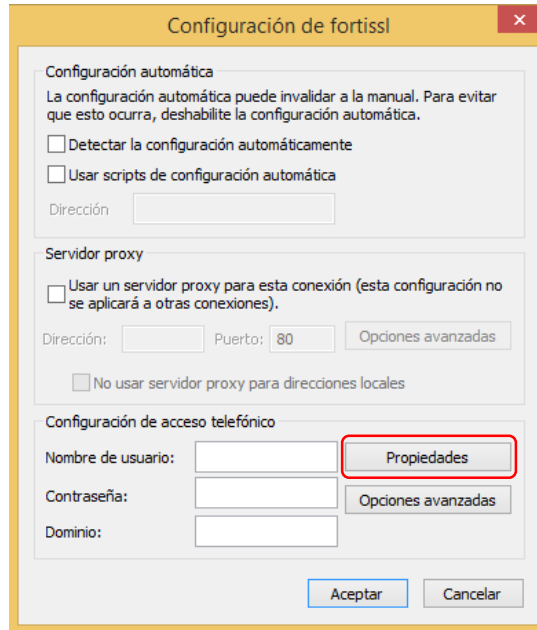 Configuración de fortissl
Configuración automática
La configuración automática puede invalidar a la manual. Para evitar
que esto ocurra, deshabilite la configuración automática.
Detectar la configuración automáticamente
Usar scripts de configuración automática
Dirección
Servidor proxy
Usar un servidor proxy para esta conexión (esta configuración no
se aplicará a otras conexiones).
Dirección: Puerto: 80 Opciones avanzadas
No usar servidor proxy para direcciones locales
Configuración de acceso telefónico
Nombre de usuario: Propiedades
Contraseña: Opciones avanzadas
Dominio:
Aceptar Cancelar